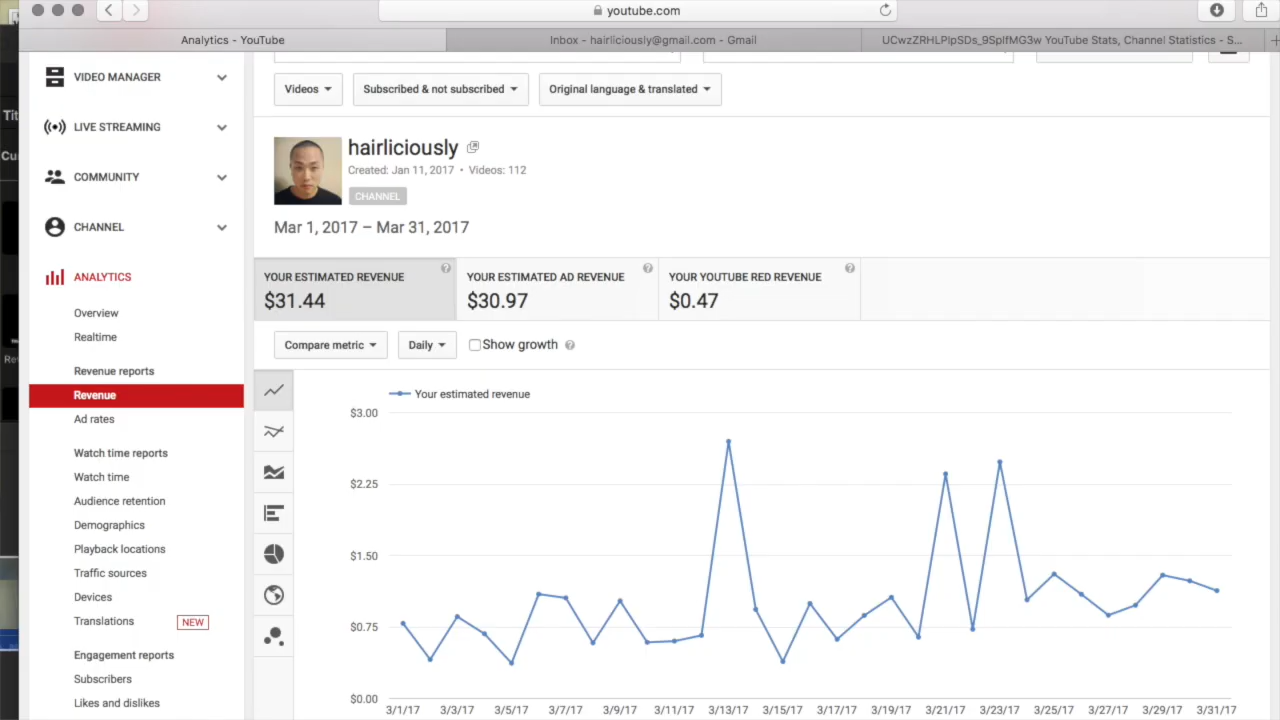 youtube.com
Analytics - YouTube
Inbox - hairliciously@gmail.com - Gmail
UCwzZRHLPlpSDs_9SplfMG3w YouTube Stats, Channel Statistics - S...
VIDEO MANAGER
LIVE STREAMING
COMMUNITY
CHANNEL
ANALYTICS
Overview
Realtime
Revenue reports
Revenue
Ad rates
Watch time reports
Watch time
Audience retention
Demographics
Playback locations
Traffic sources
Devices
Translations NEW
Engagement reports
Subscribers
Likes and dislikes
Videos Subscribed & not subscribed Original language & translated
hairliciously
Created: Jan 11, 2017 • Videos: 112
CHANNEL
Mar 1, 2017 – Mar 31, 2017
YOUR ESTIMATED REVENUE
$31.44
YOUR ESTIMATED AD REVENUE
$30.97
YOUR YOUTUBE RED REVENUE
$0.47
Compare metric Daily Show growth
Your estimated revenue
$3.00
$2.25
$1.50
$0.75
$0.00
3/1/17 3/3/17 3/5/17 3/7/17 3/9/17 3/11/17 3/13/17 3/15/17 3/17/17 3/19/17 3/21/17 3/23/17 3/25/17 3/27/17 3/29/17 3/31/17